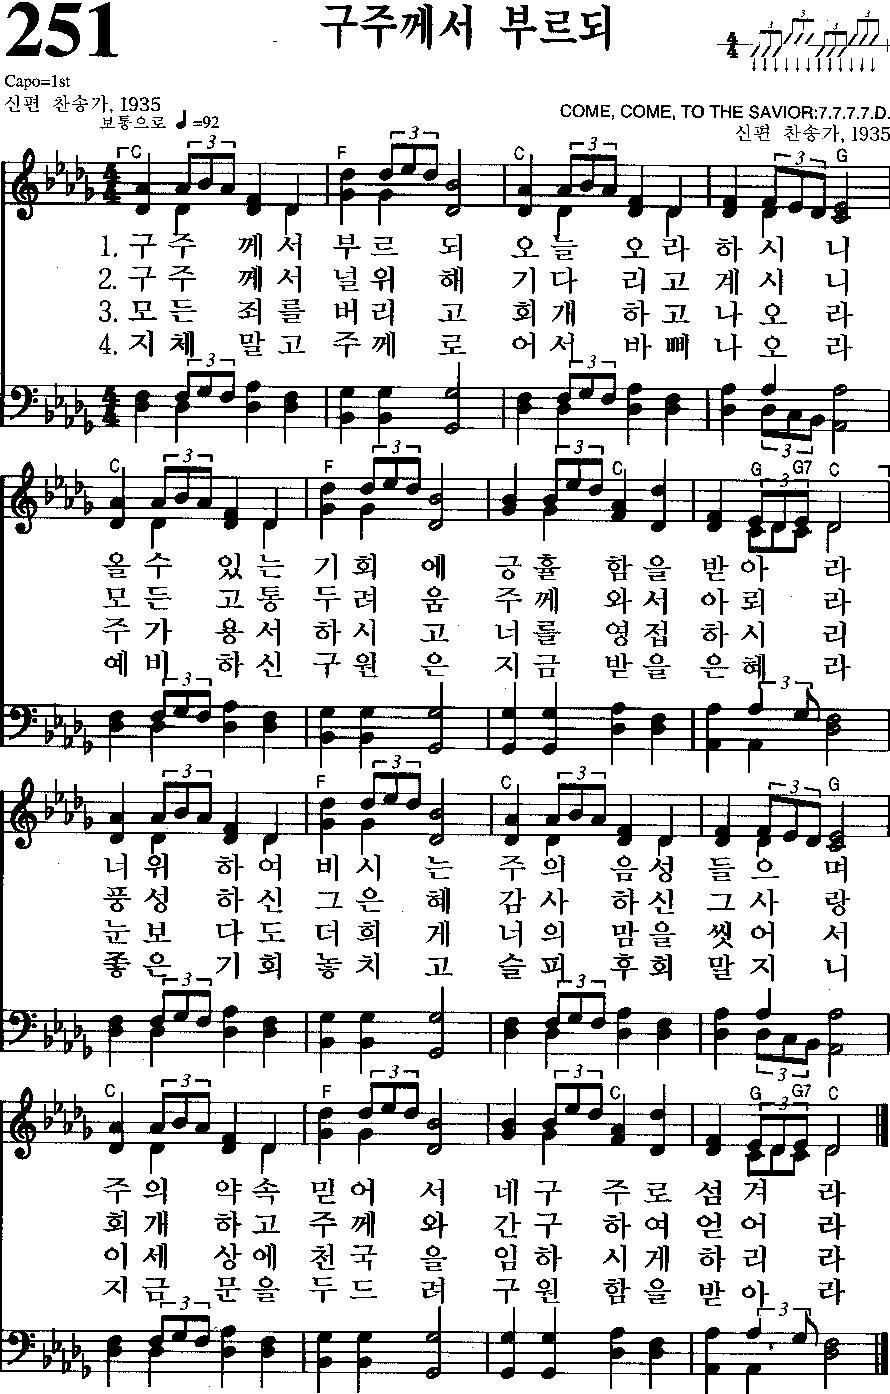 251
구주께서 부르되
Capo=1st
신편 찬송가, 1935
COME, COME, TO THE SAVIOR:7.7.7.7.D.
신편 찬송가, 1935
보통으로 ♩=92
C F C G
1. 구주 께서 부르 되 오늘 오라 하시 니
2. 구주 께서 널위 해 기다 리고 계시 니
3. 모든 죄를 버리 고 회개 하고 나오 라
4. 지체 말고 주께 로 어서 바삐 나오 라
C F C G G7 C
올수 있는 기회 에 긍휼 함을 받아 라
모든 고통 두려 움 주께 와서 아뢰 라
주가 용서 하시 고 너를 영접 하시 리
예비 하신 구원 은 지금 받을 은혜 라
C F C G
너위 하여 비시 는 주의 음성 들으 며
풍성 하신 그은 혜 감사 하신 그사 랑
눈보 다도 더희 게 너의 맘을 씻어 서
좋은 기회 놓치 고 슬피 후회 말지 니
C F C G G7 C
주의 약속 믿어 서 네구 주로 섬겨 라
회개 하고 주께 와 간구 하여 얻어 라
이세 상에 천국 을 임하 시게 하리 라
지금 문을 두드 려 구원 함을 받아 라